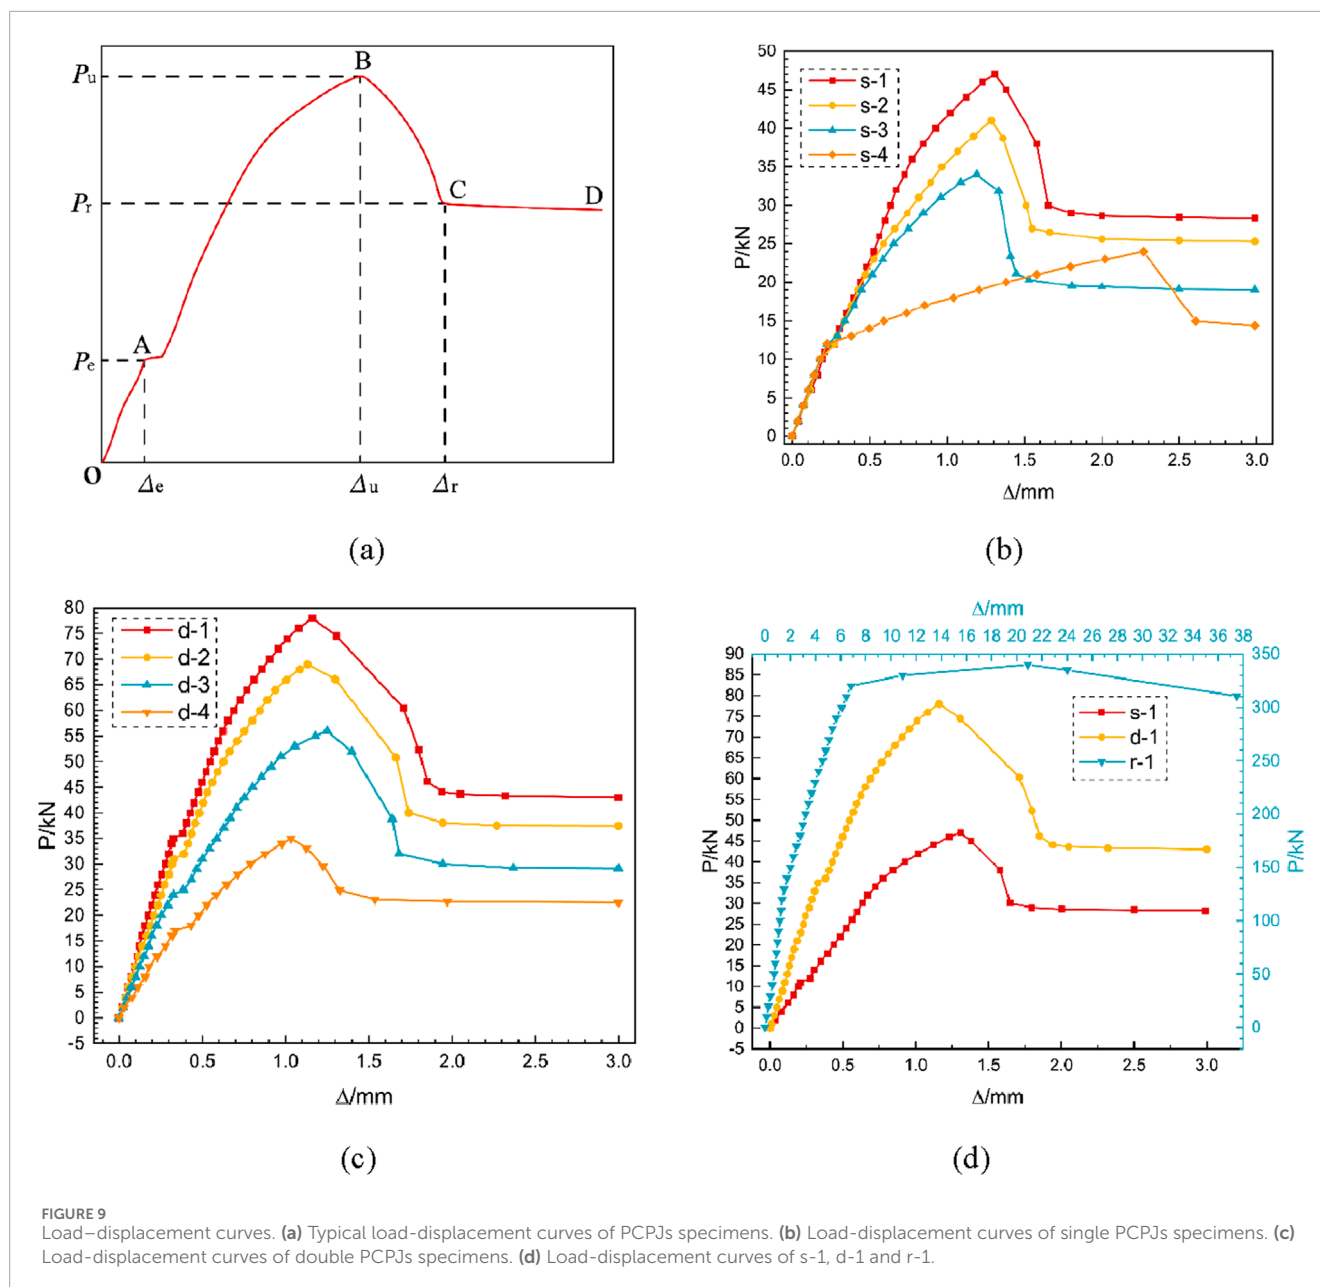 Pu
B
Pr
C
D
Pe
A
O
Δe
Δu
Δr
(a)
50
45
40
35
30
25
20
15
10
5
0
P/kN
s-1
s-2
s-3
s-4
0.0 0.5 1.0 1.5 2.0 2.5 3.0
Δ/mm
(b)
80
75
70
65
60
55
50
45
40
35
30
25
20
15
10
5
0
-5
P/kN
d-1
d-2
d-3
d-4
0.0 0.5 1.0 1.5 2.0 2.5 3.0
Δ/mm
(c)
Δ/mm
0 2 4 6 8 10 12 14 16 18 20 22 24 26 28 30 32 34 36 38
90
85
80
75
70
65
60
55
50
45
40
35
30
25
20
15
10
5
0
-5
P/kN
s-1
d-1
r-1
350
300
250
200
150
100
50
0
P/kN
0.0 0.5 1.0 1.5 2.0 2.5 3.0
Δ/mm
(d)
FIGURE 9
Load–displacement curves. (a) Typical load-displacement curves of PCPJs specimens. (b) Load-displacement curves of single PCPJs specimens. (c)
Load-displacement curves of double PCPJs specimens. (d) Load-displacement curves of s-1, d-1 and r-1.